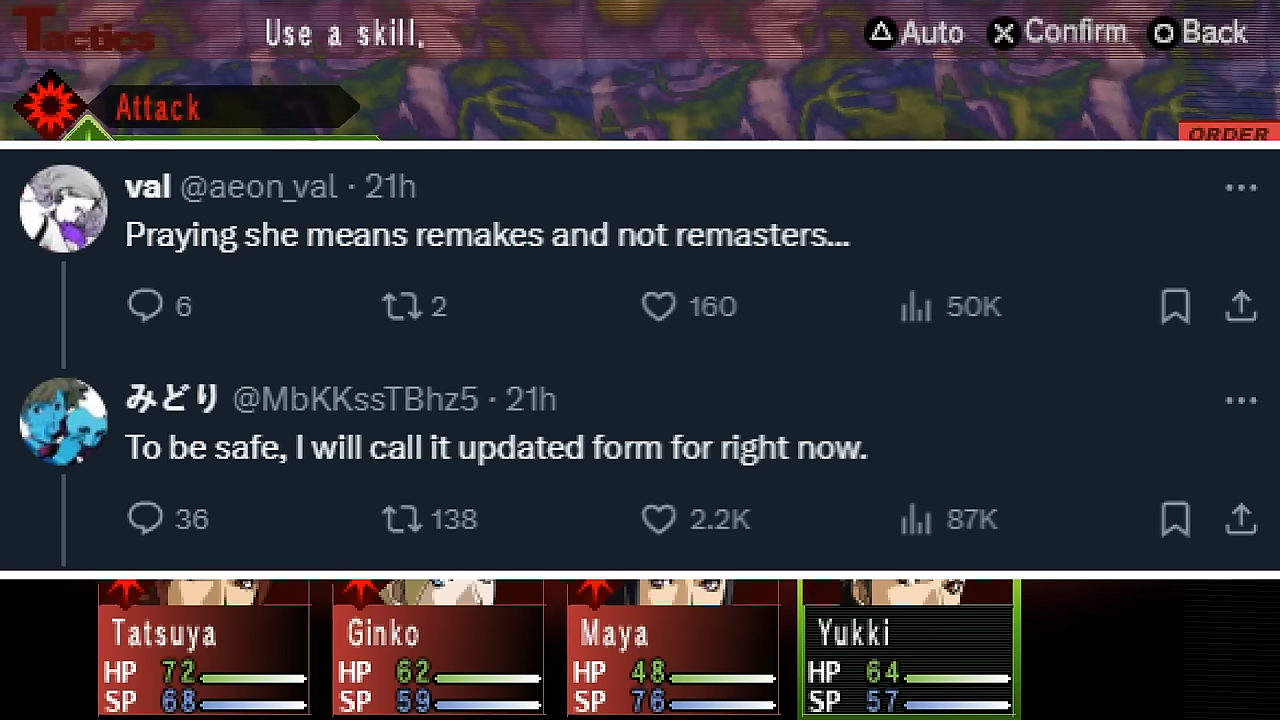 Tactics
Use a skill.
Auto Confirm Back
Attack
ORDER
val @aeon_val · 21h
Praying she means remakes and not remasters...
6 2 160 50K
みどり @MbKKssTBhz5 · 21h
To be safe, I will call it updated form for right now.
36 138 2.2K 87K
Tatsuya Ginko Maya Yukki
HP 72 HP 62 HP 48 HP 64
SP 68 SP 59 SP 76 SP 57